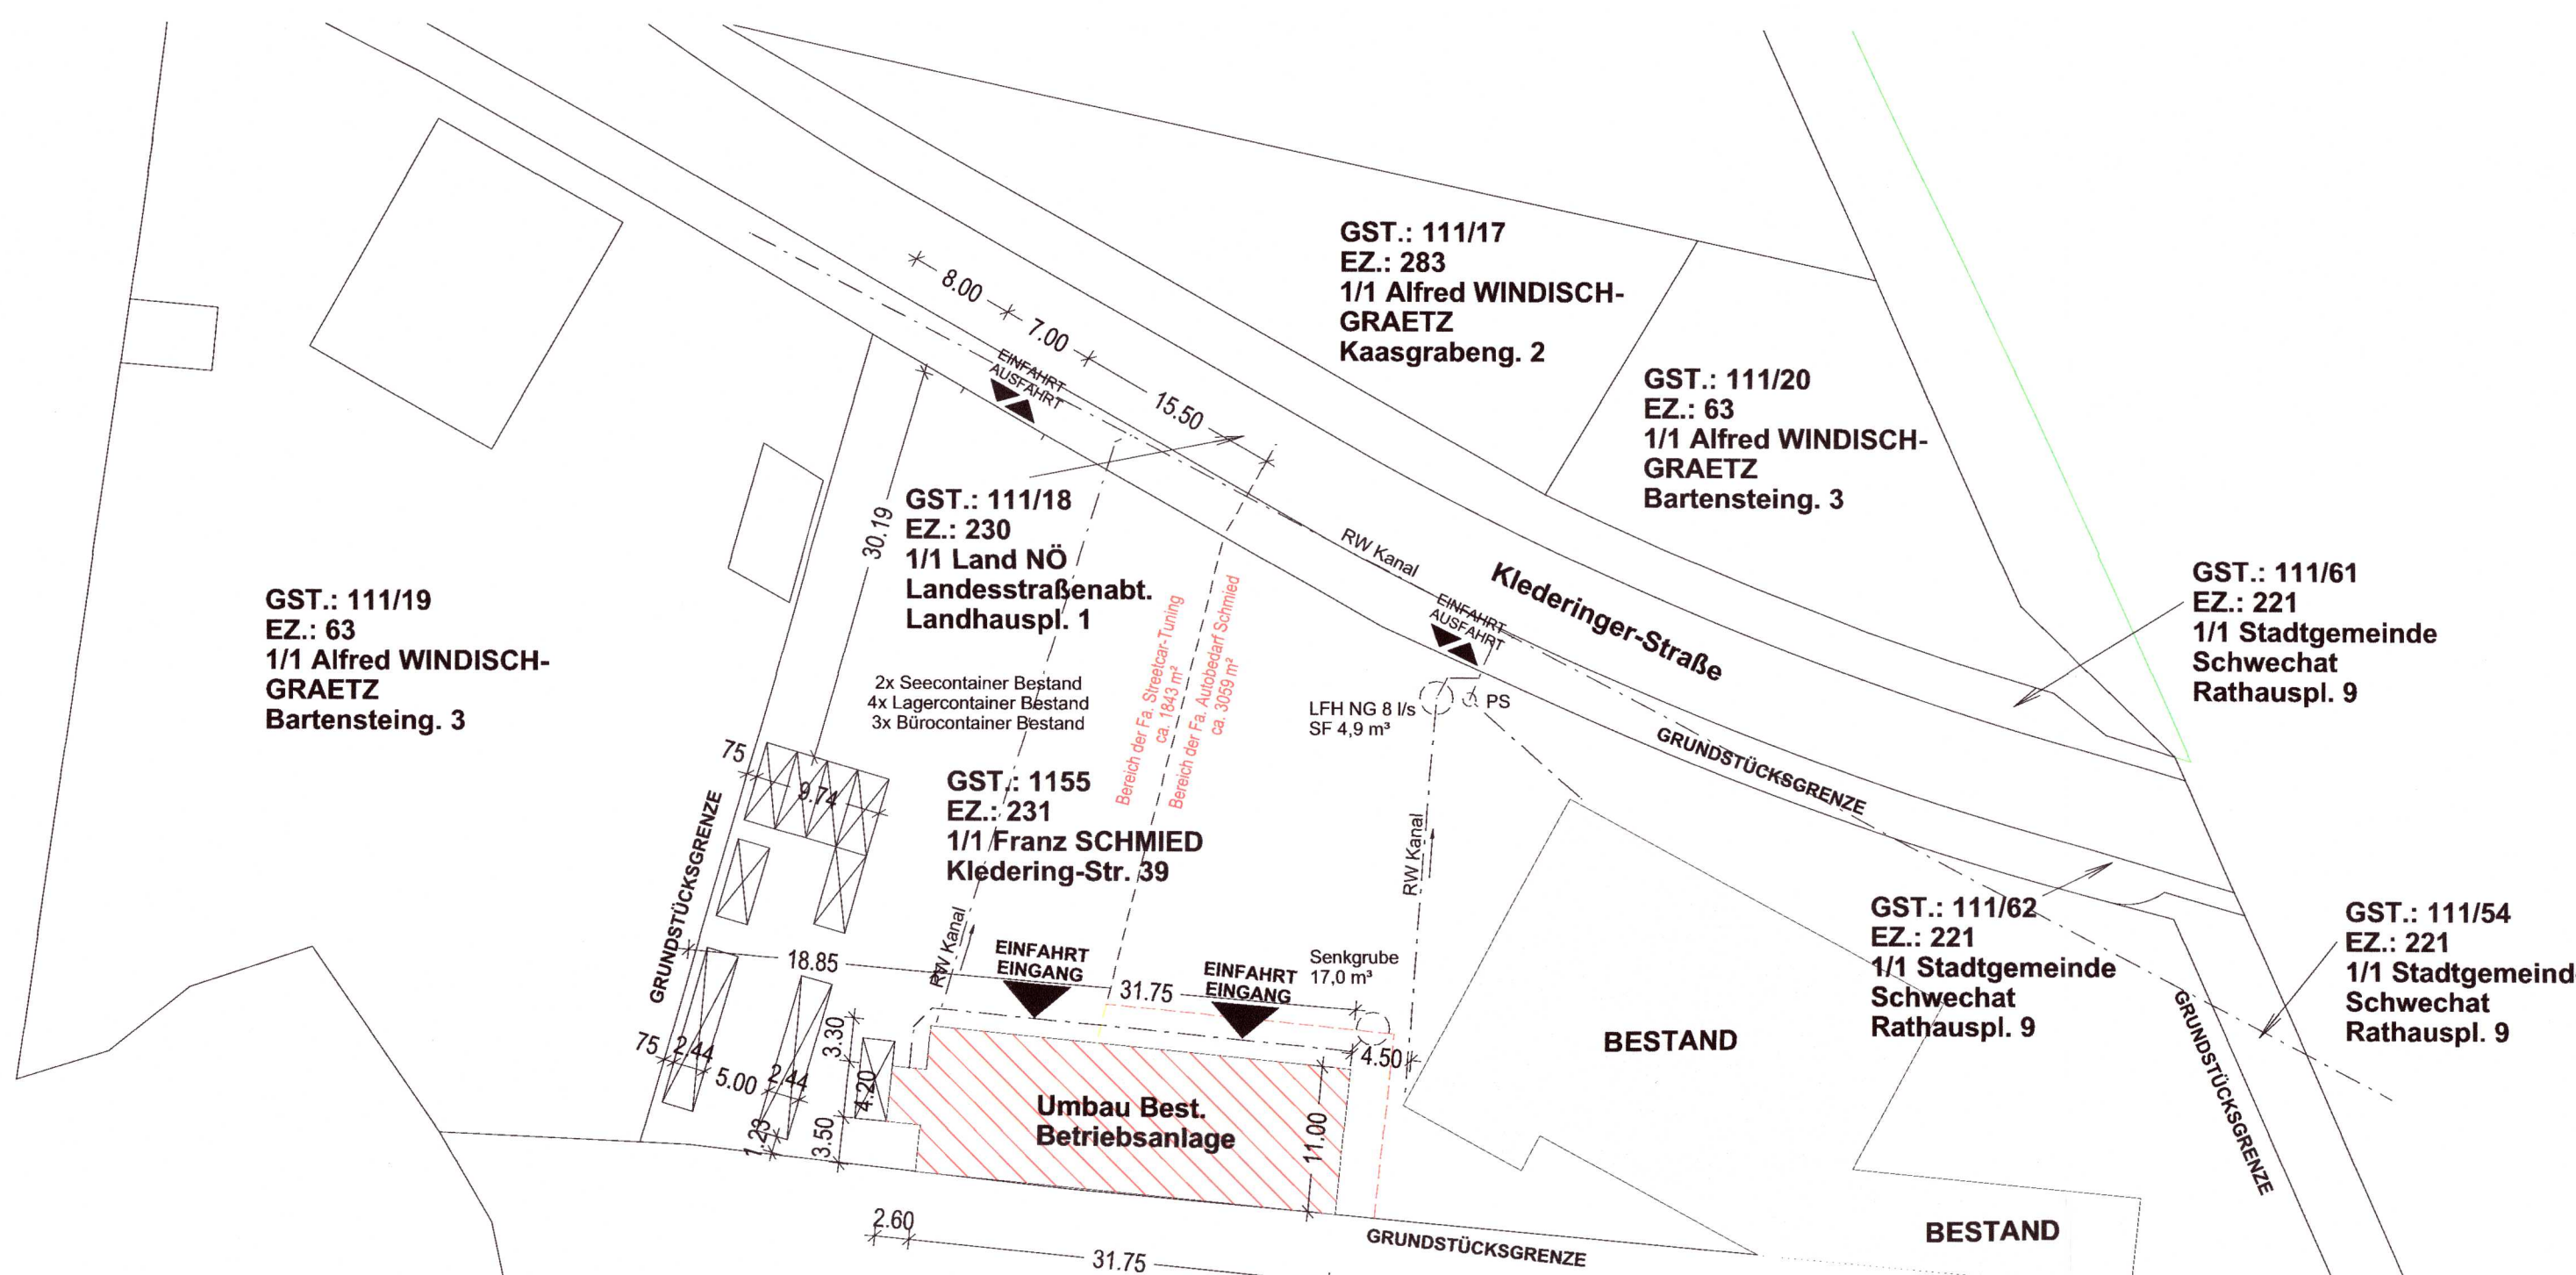 GST.: 111/17
EZ.: 283
1/1 Alfred WINDISCH-
GRAETZ
Kaasgrabeng. 2
8.00
7.00
15.50
EINFAHRT
AUSFAHRT
GST.: 111/20
EZ.: 63
1/1 Alfred WINDISCH-
GRAETZ
Bartensteing. 3
30.19
GST.: 111/18
EZ.: 230
1/1 Land NÖ
Landesstraßenabt.
Landhauspl. 1
RW Kanal
Klederinger-Straße
EINFAHRT
AUSFAHRT
GST.: 111/61
EZ.: 221
1/1 Stadtgemeinde
Schwechat
Rathauspl. 9
GST.: 111/19
EZ.: 63
1/1 Alfred WINDISCH-
GRAETZ
Bartensteing. 3
2x Seecontainer Bestand
4x Lagercontainer Bestand
3x Bürocontainer Bestand
Bereich der Fa. Streetcar-Tuning
ca. 1843 m²
Bereich der Fa. Autobedarf Schmied
ca. 3059 m²
LFH NG 8 l/s
SF 4,9 m³
PS
GRUNDSTÜCKSGRENZE
75
9.74
GST.: 1155
EZ.: 231
1/1 Franz SCHMIED
Kledering-Str. 39
GRUNDSTÜCKSGRENZE
RW Kanal
RW Kanal
GST.: 111/62
EZ.: 221
1/1 Stadtgemeinde
Schwechat
Rathauspl. 9
GST.: 111/54
EZ.: 221
1/1 Stadtgemeind
Schwechat
Rathauspl. 9
18.85
EINFAHRT
EINGANG
31.75
EINFAHRT
EINGANG
Senkgrube
17,0 m³
GRUNDSTÜCKSGRENZE
75
2.44
5.00
2.44
3.30
4.20
1.23
3.50
4.50
11.00
Umbau Best.
Betriebsanlage
BESTAND
BESTAND
2.60
31.75
GRUNDSTÜCKSGRENZE